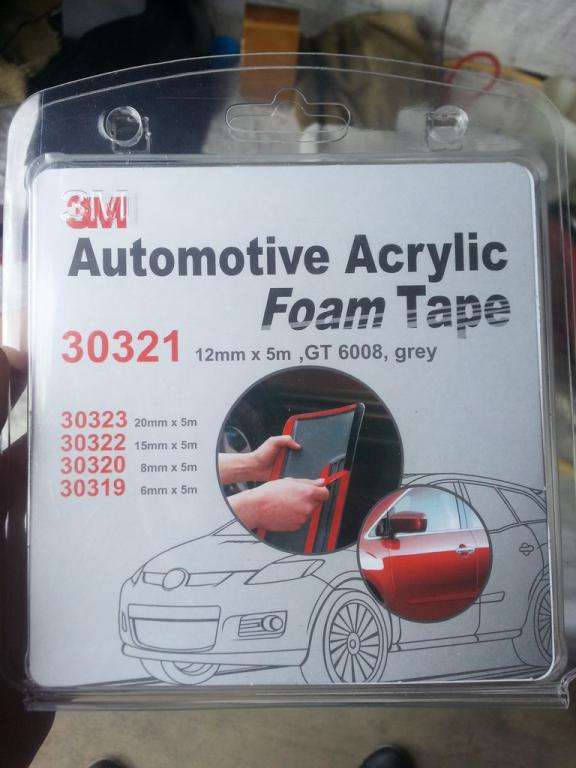 3M
Automotive Acrylic
Foam Tape
30321 12mm x 5m ,GT 6008, grey
30323 20mm x 5m
30322 15mm x 5m
30320 8mm x 5m
30319 6mm x 5m